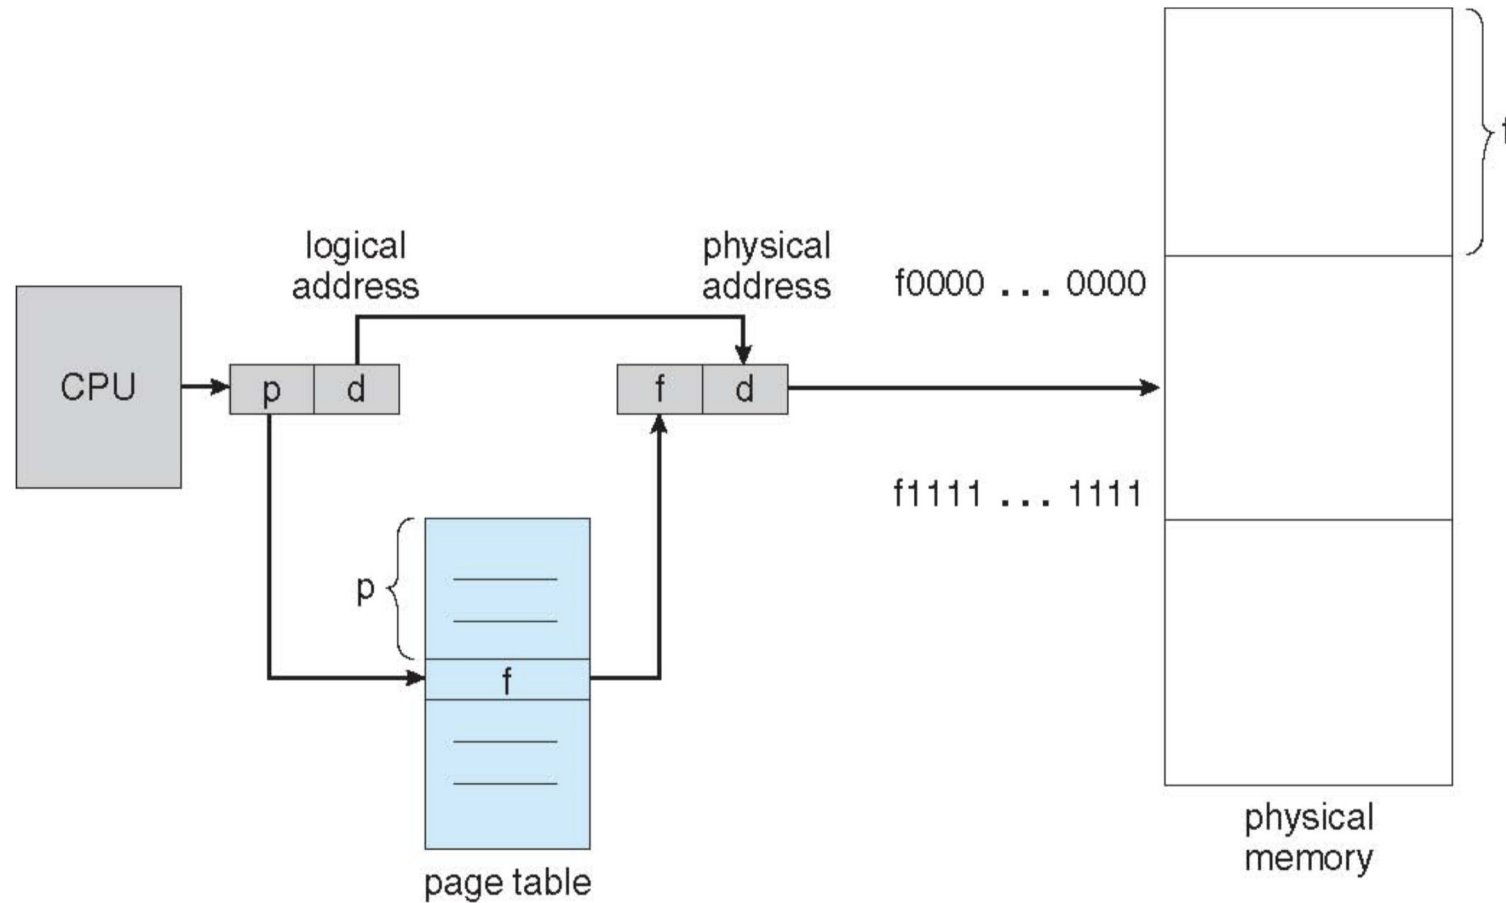 logical
address
physical
address
f0000 ... 0000
CPU
p
d
f
d
f1111 ... 1111
p
f
page table
physical
memory